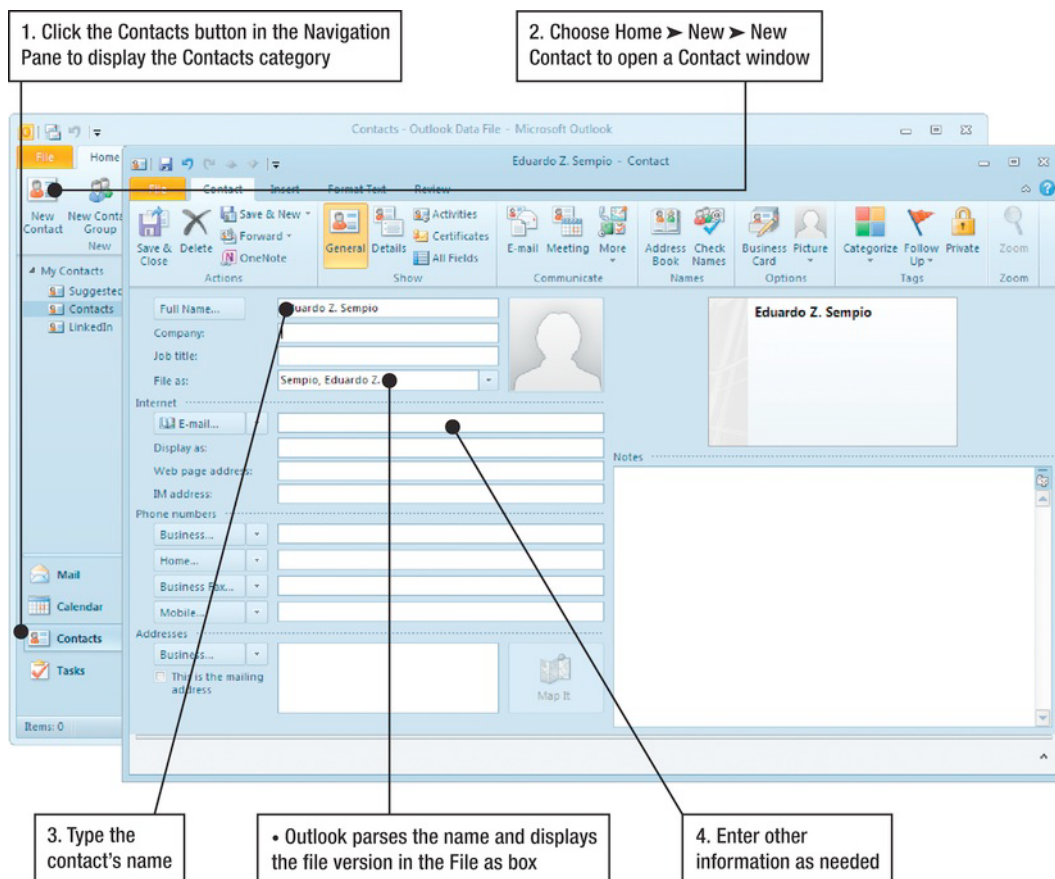 1. Click the Contacts button in the Navigation
Pane to display the Contacts category
2. Choose Home ➤ New ➤ New
Contact to open a Contact window
Contacts - Outlook Data File - Microsoft Outlook
File Home
New Contact
New
Group
New
My Contacts
Contacts
LinkedIn
Mail
Calendar
Contacts
Tasks
Items: 0
Eduardo Z. Sempio - Contact
File Contact Insert Format Text Review
Save & Close
Delete
Save & New
Forward
OneNote
Actions
General
Details
Activities
Certificates
All Fields
Show
E-mail
Meeting
More
Communicate
Address Book
Check Names
Names
Business Card
Picture
Options
Categorize
Follow Up
Private
Tags
Zoom
Zoom
Full Name...
Eduardo Z. Sempio
Company:
Job title:
File as:
Sempio, Eduardo Z.
Internet
E-mail...
Display as:
Web page address:
IM address:
Phone numbers
Business...
Home...
Business Fax...
Mobile...
Addresses
Business...
This is the mailing
address
Map It
Eduardo Z. Sempio
Notes
3. Type the
contact's name
• Outlook parses the name and displays
the file version in the File as box
4. Enter other
information as needed